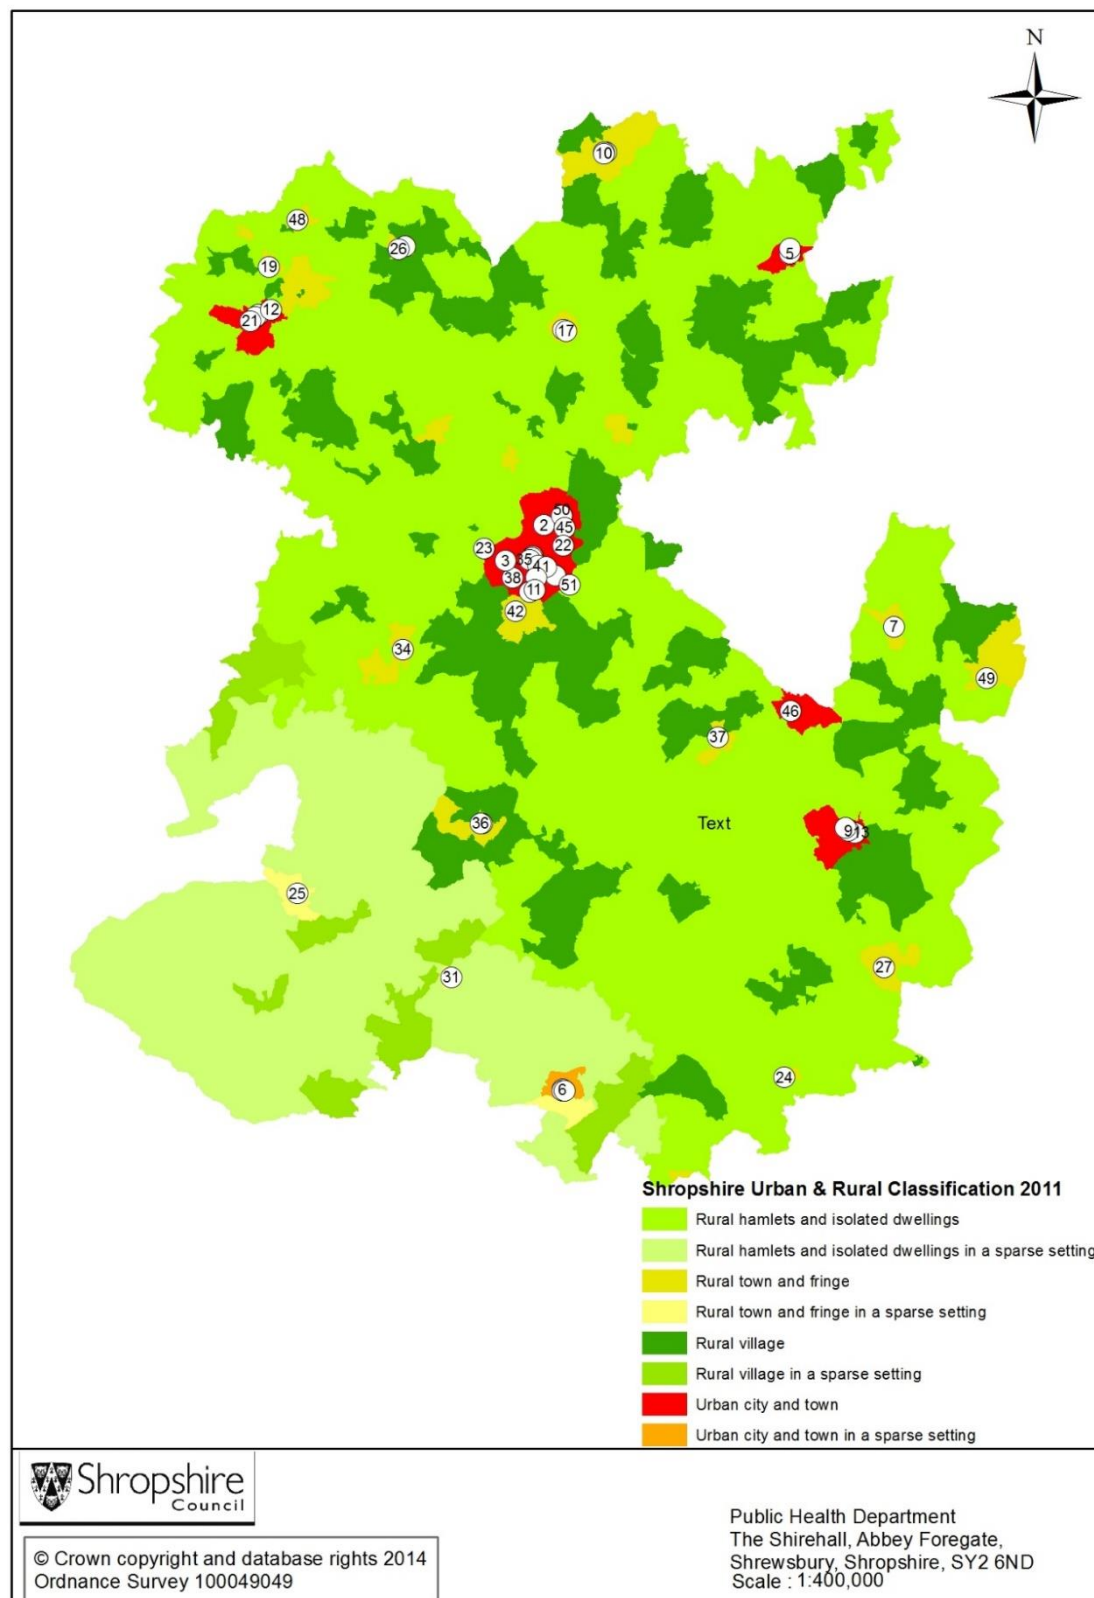 N
10
48
26
5
19
12
21
17
50
2
45
22
23
3
35
41
38
51
11
42
34
7
49
46
37
36
Text
913
25
27
31
24
6
Shropshire Urban & Rural Classification 2011
Rural hamlets and isolated dwellings
Rural hamlets and isolated dwellings in a sparse setting
Rural town and fringe
Rural town and fringe in a sparse setting
Rural village
Rural village in a sparse setting
Urban city and town
Urban city and town in a sparse setting
Shropshire
Council
© Crown copyright and database rights 2014
Ordnance Survey 100049049
Public Health Department
The Shirehall, Abbey Foregate,
Shrewsbury, Shropshire, SY2 6ND
Scale : 1:400,000